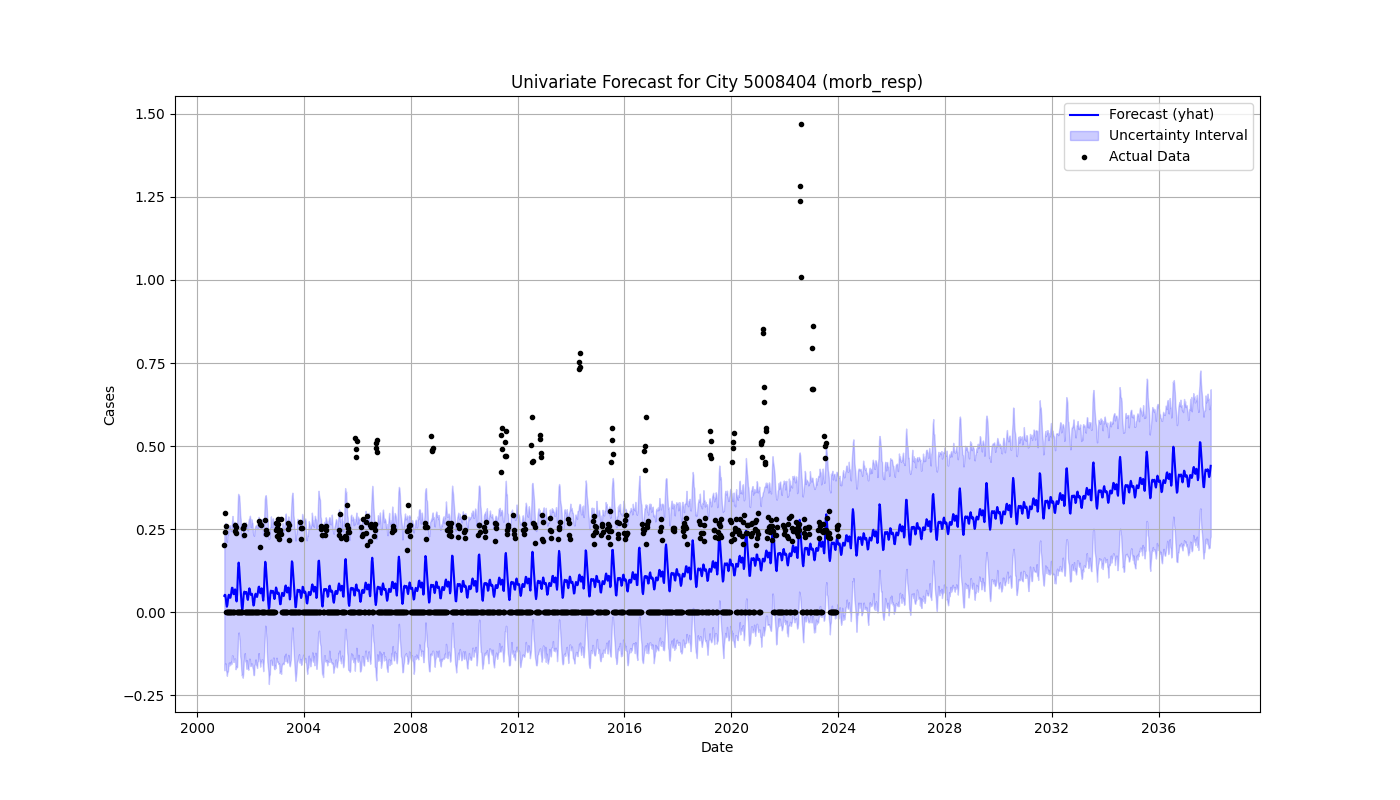 Univariate Forecast for City 5008404 (morb_resp)
Forecast (yhat)
Uncertainty Interval
Actual Data
Cases
1.50
1.25
1.00
0.75
0.50
0.25
0.00
−0.25
2000 2004 2008 2012 2016 2020 2024 2028 2032 2036
Date